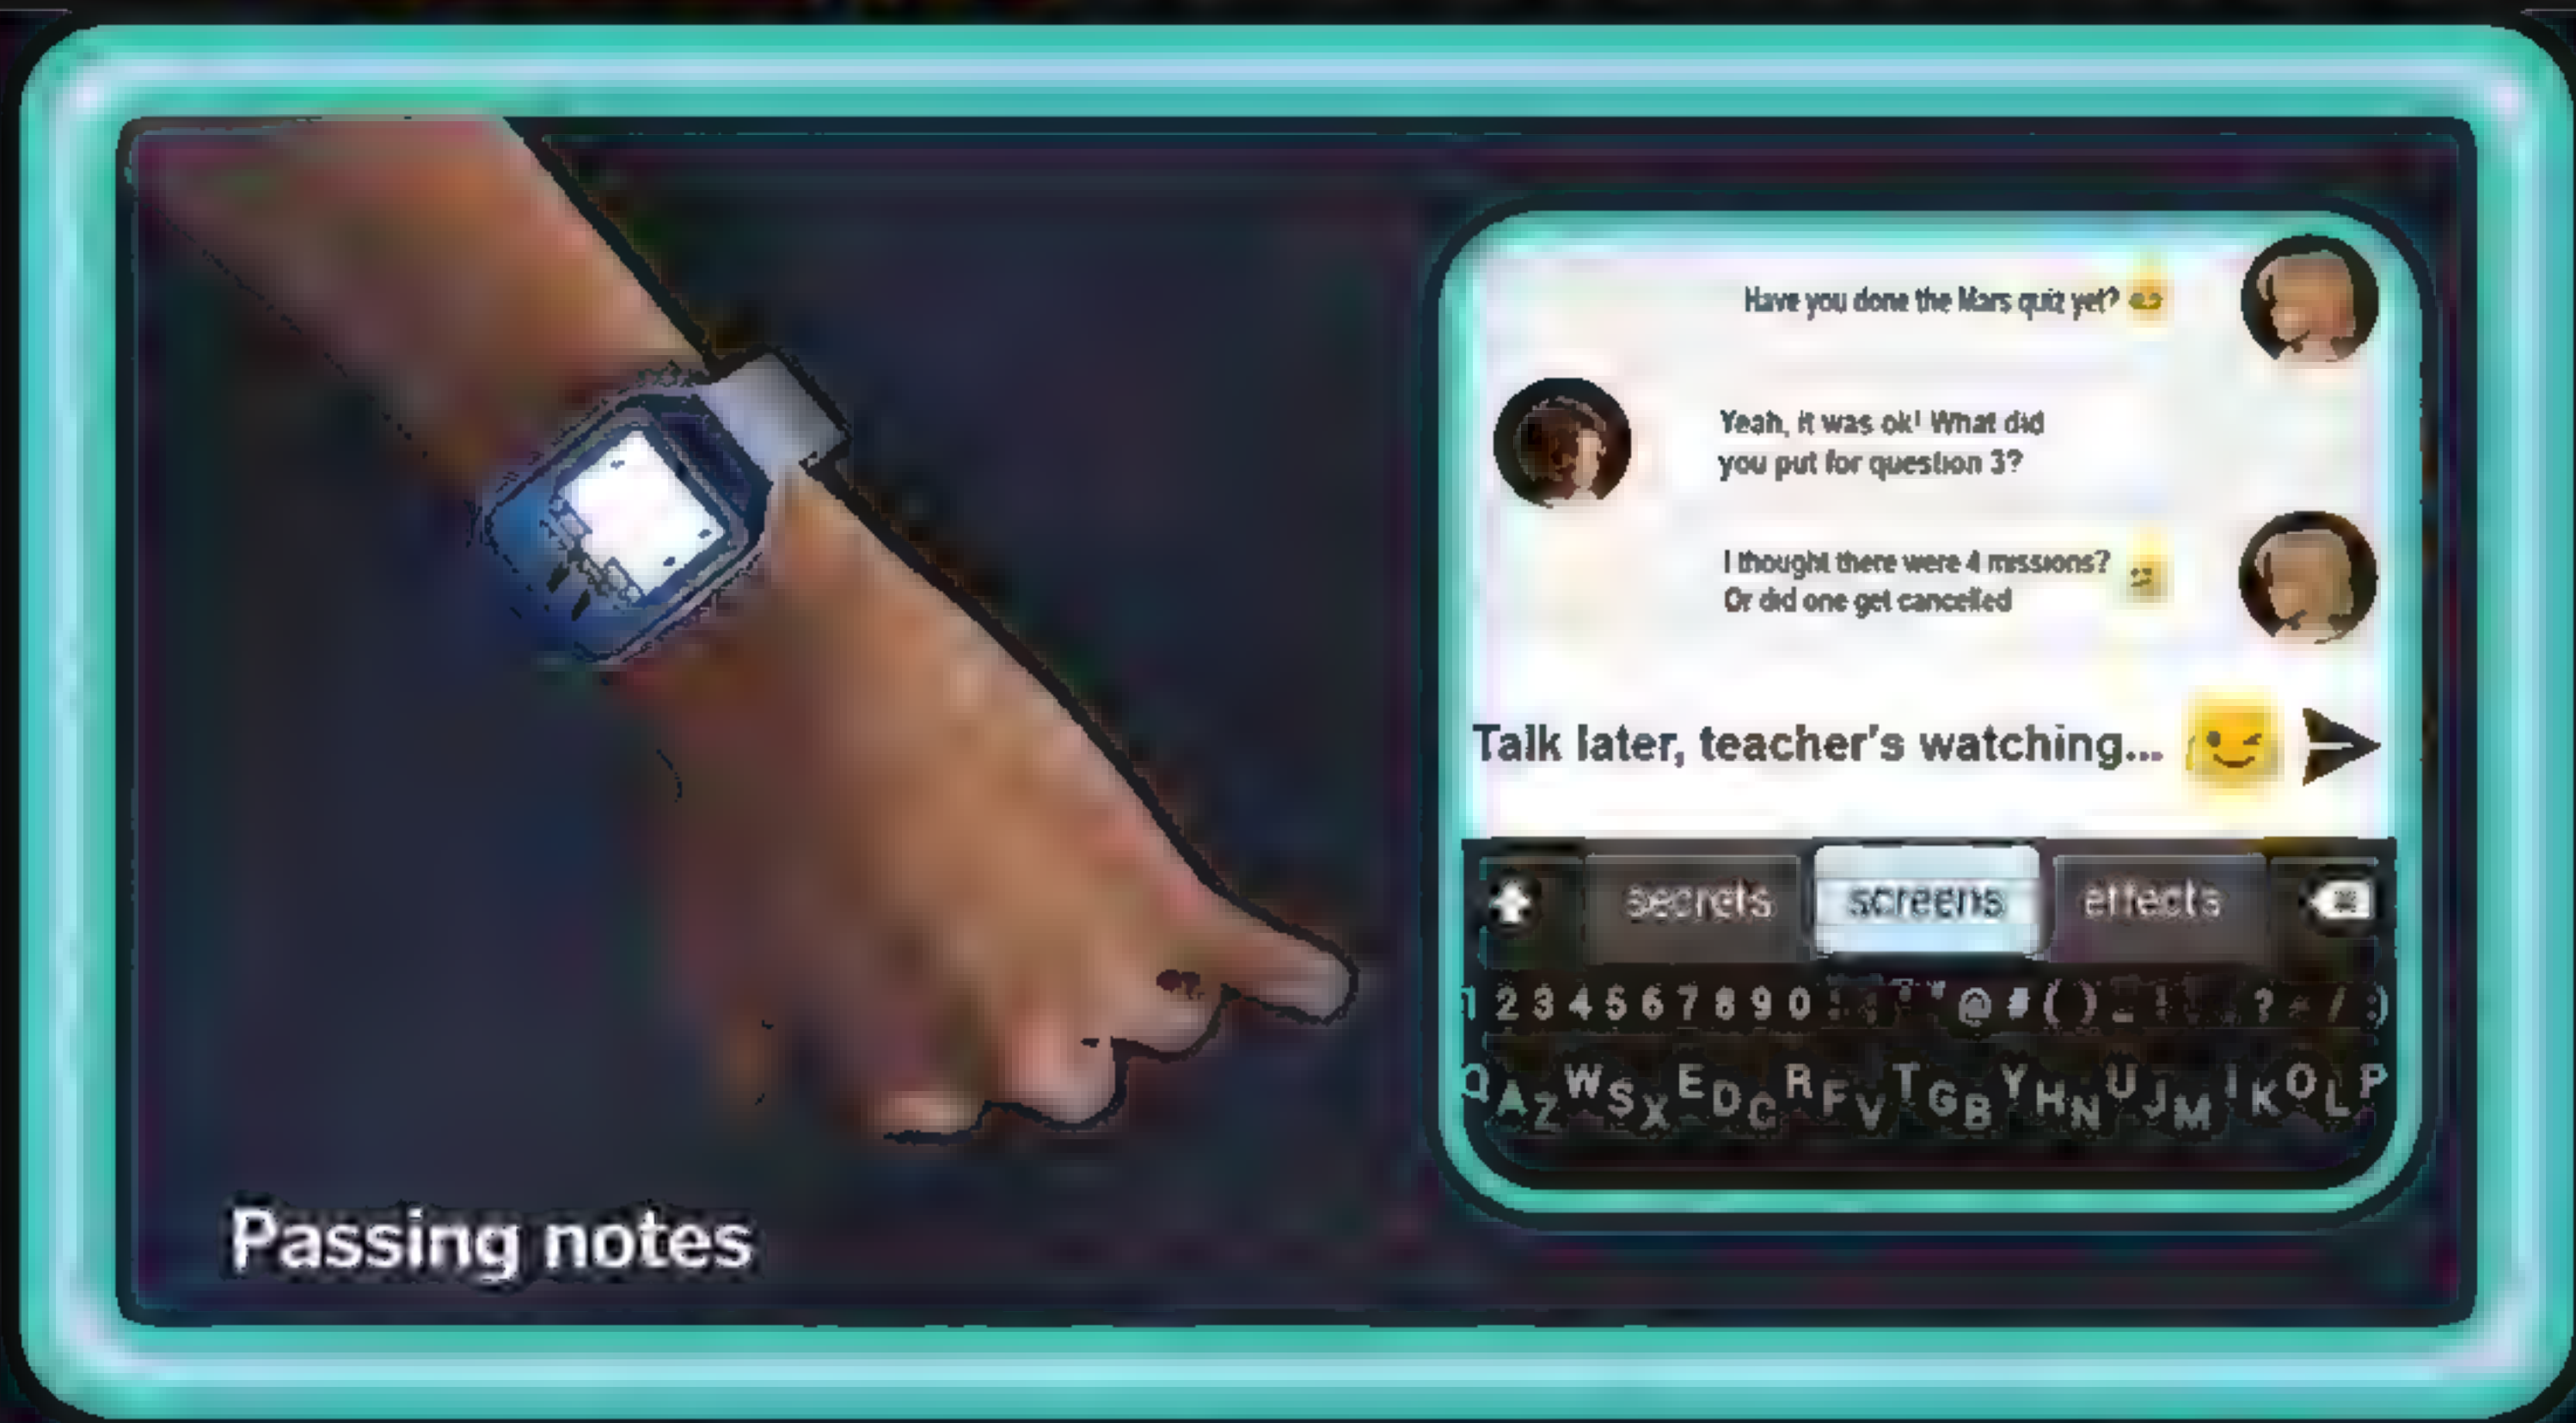 Have you done the Mars quiz yet?
Yeah, it was ok! What did
you put for question 3?
I thought there were 4 missions?
Or did one get cancelled
Talk later, teacher's watching... 😉
secrets screens effects
1 2 3 4 5 6 7 8 9 0 @ # ( ) ! ? / :)
Q A Z W S X E D C R F V T G B Y H N U J M I K O L P
Passing notes